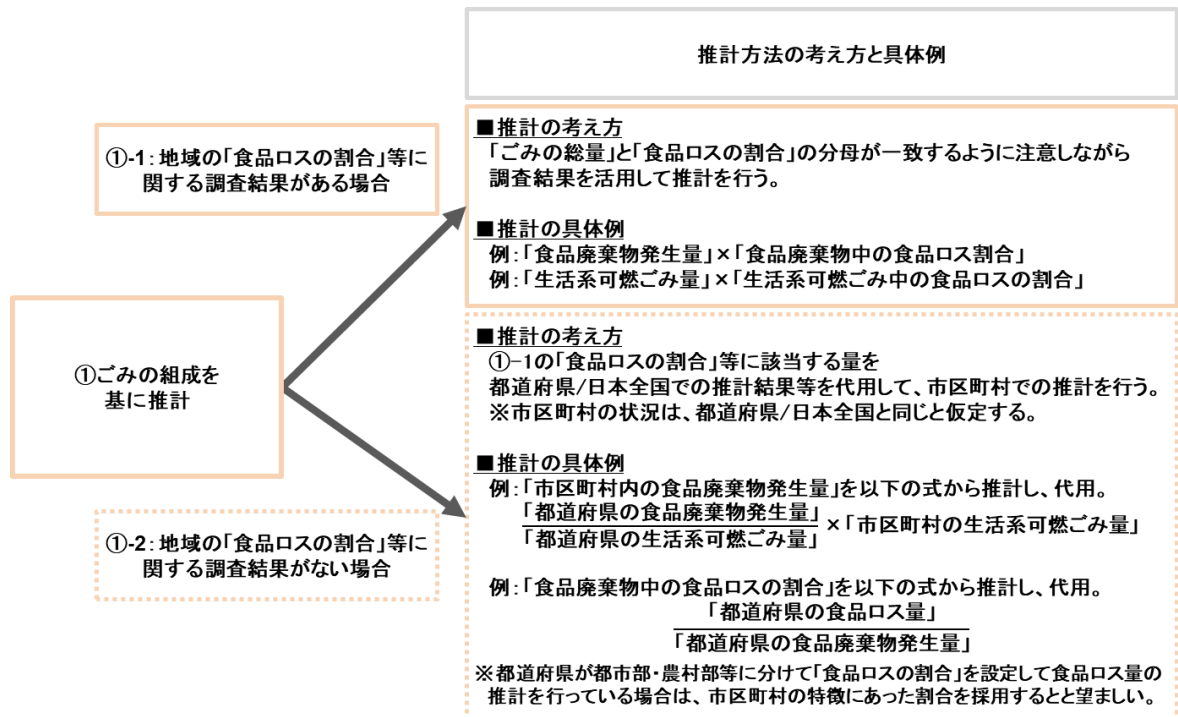 推計方法の考え方と具体例
①-1：地域の「食品ロスの割合」等に
関する調査結果がある場合
■推計の考え方
「ごみの総量」と「食品ロスの割合」の分母が一致するように注意しながら
調査結果を活用して推計を行う。
■推計の具体例
例：「食品廃棄物発生量」×「食品廃棄物中の食品ロス割合」
例：「生活系可燃ごみ量」×「生活系可燃ごみ中の食品ロスの割合」
①ごみの組成を
基に推計
①-2：地域の「食品ロスの割合」等に
関する調査結果がない場合
■推計の考え方
①-1の「食品ロスの割合」等に該当する量を
都道府県/日本全国での推計結果等を代用して、市区町村での推計を行う。
※市区町村の状況は、都道府県/日本全国と同じと仮定する。
■推計の具体例
例：「市区町村内の食品廃棄物発生量」を以下の式から推計し、代用。
「都道府県の食品廃棄物発生量」
「都道府県の生活系可燃ごみ量」
×「市区町村の生活系可燃ごみ量」
例：「食品廃棄物中の食品ロスの割合」を以下の式から推計し、代用。
「都道府県の食品ロス量」
「都道府県の食品廃棄物発生量」
※都道府県が都市部・農村部等に分けて「食品ロスの割合」を設定して食品ロス量の
推計を行っている場合は、市区町村の特徴にあった割合を採用するとと望ましい。